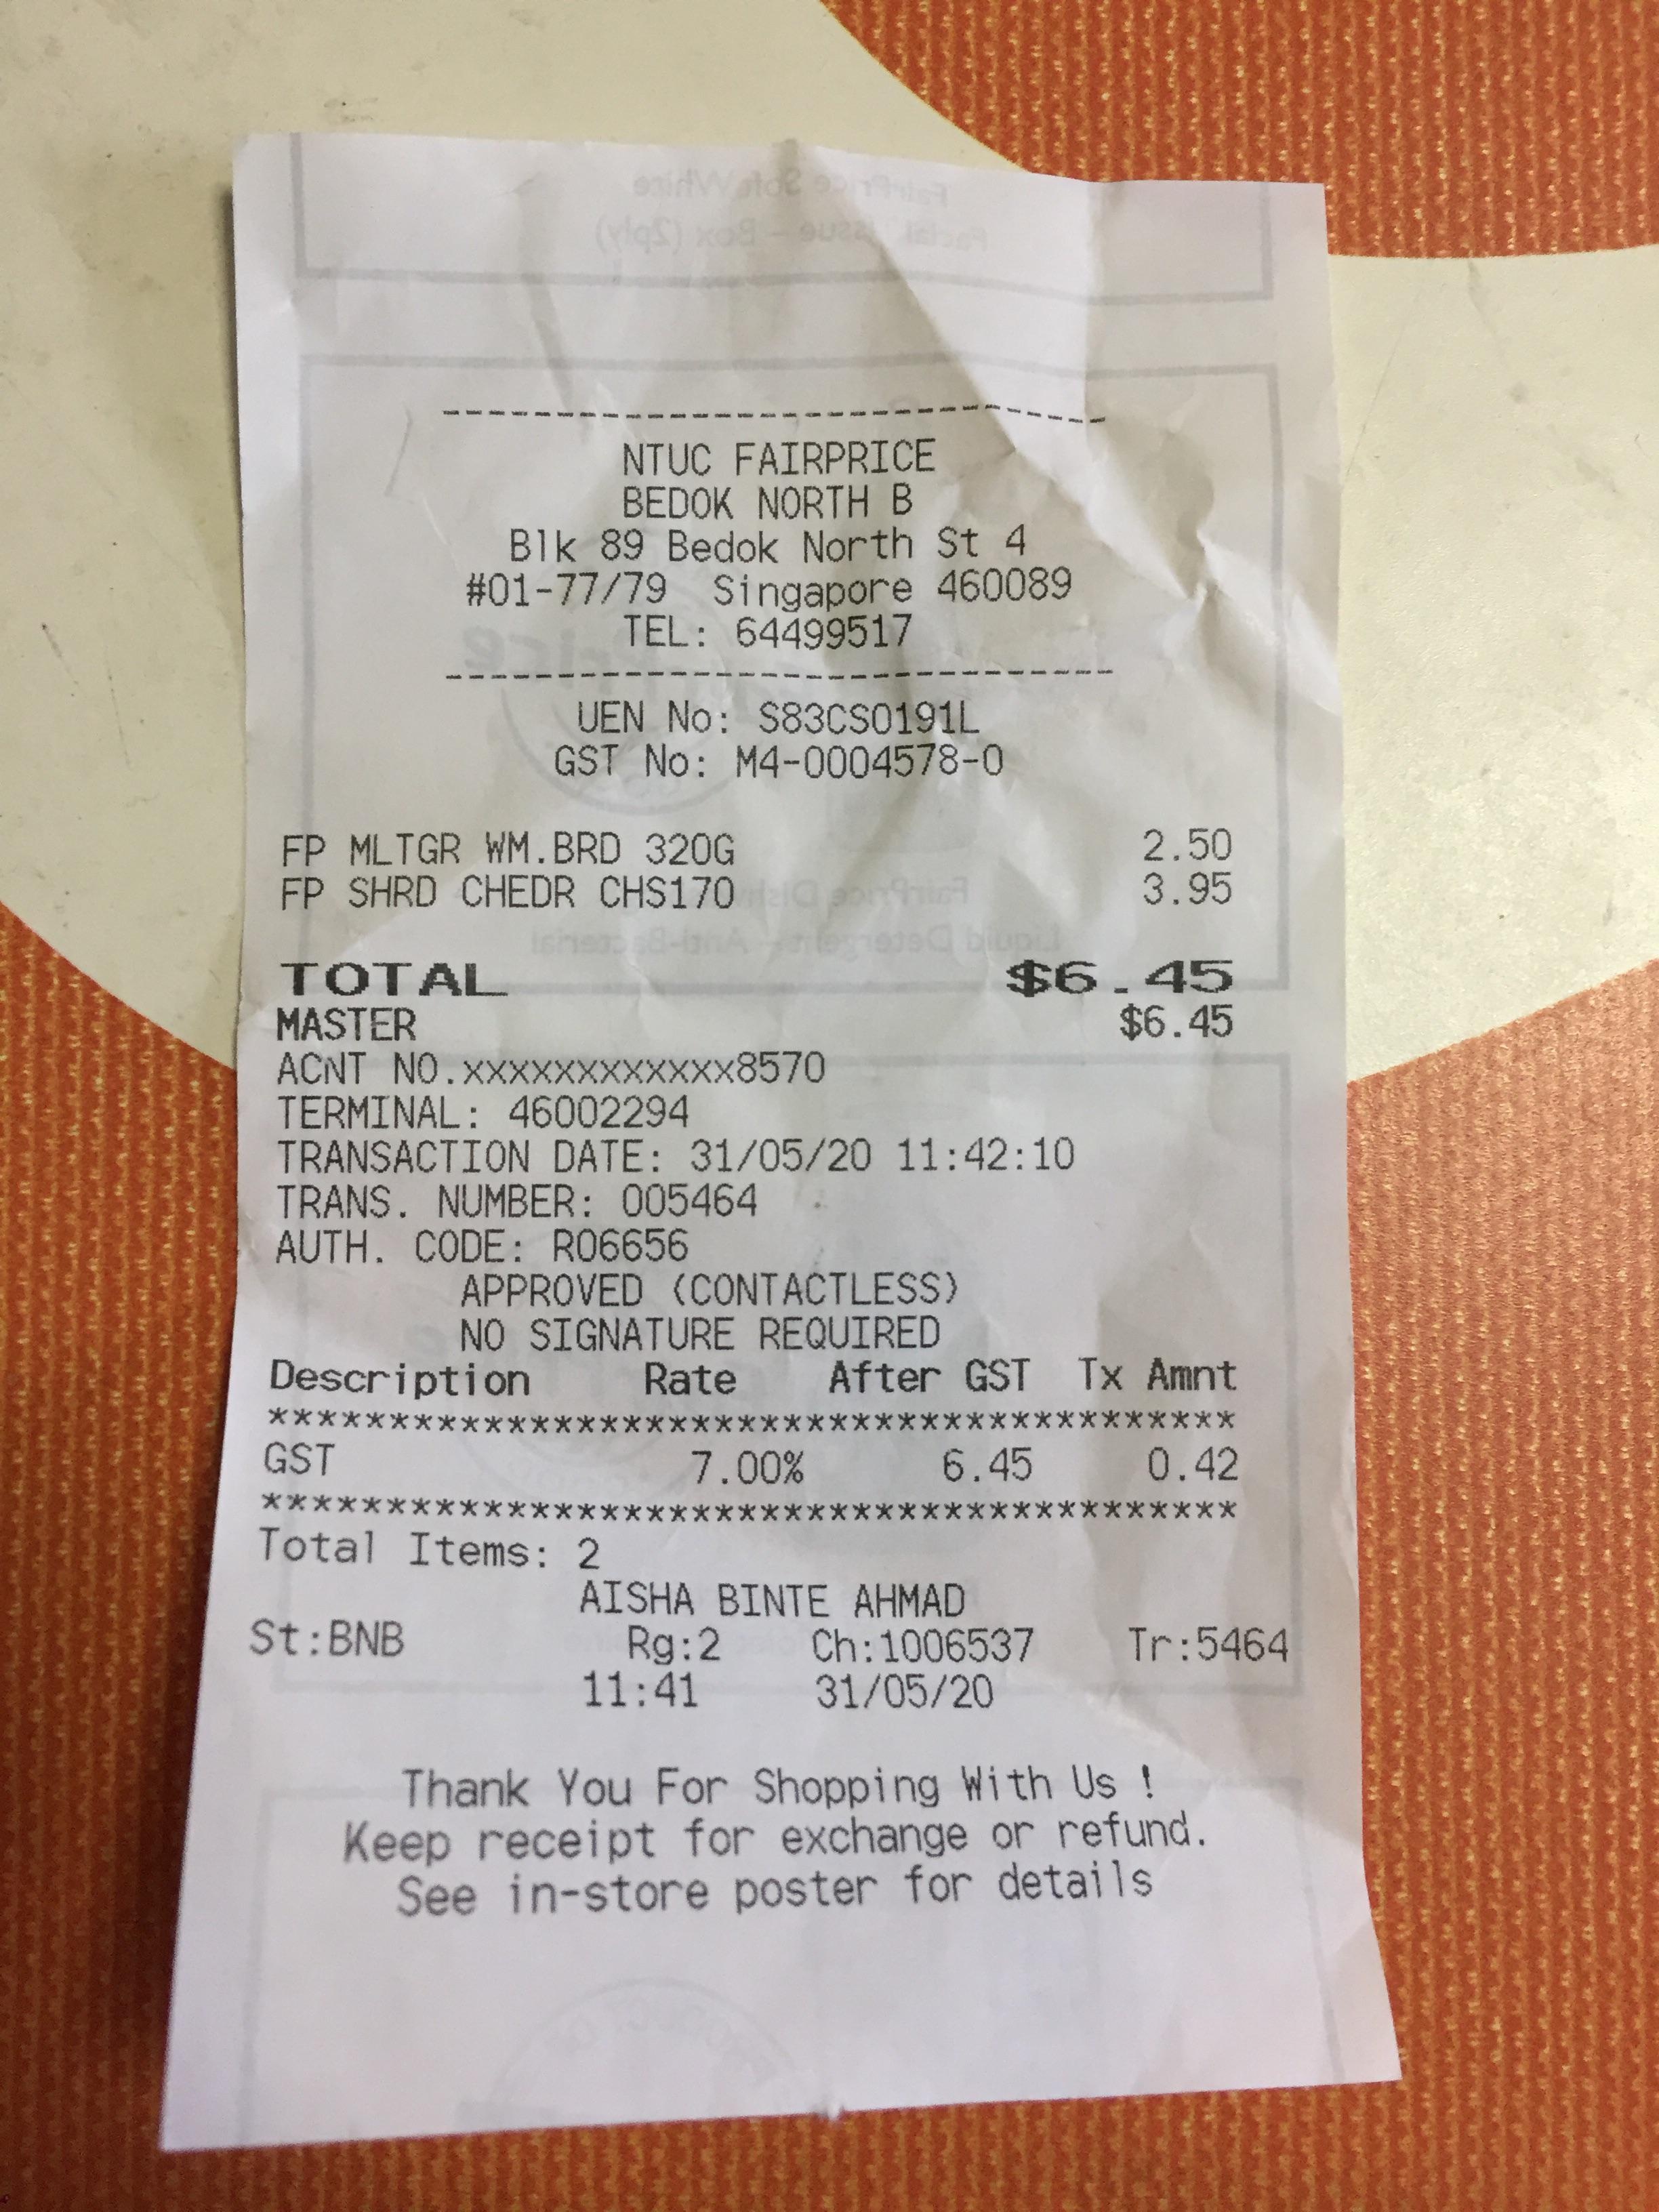 NTUC FAIRPRICE
BEDOK NORTH B
Blk 89 Bedok North St 4
#01-77/79 Singapore 460089
TEL: 64499517
UEN No: S83CS0191L
GST No: M4-0004578-0
FP MLTGR WM.BRD 320G 2.50
FP SHRD CHEDR CHS170 3.95
TOTAL $6.45
MASTER $6.45
ACNT NO.xxxxxxxxxxxx8570
TERMINAL: 46002294
TRANSACTION DATE: 31/05/20 11:42:10
TRANS. NUMBER: 005464
AUTH. CODE: R06656
APPROVED (CONTACTLESS)
NO SIGNATURE REQUIRED
Description Rate After GST Tx Amnt
******************************************
GST 7.00% 6.45 0.42
******************************************
Total Items: 2
AISHA BINTE AHMAD
St:BNB Rg:2 Ch:1006537 Tr:5464
11:41 31/05/20
Thank You For Shopping With Us !
Keep receipt for exchange or refund.
See in-store poster for details